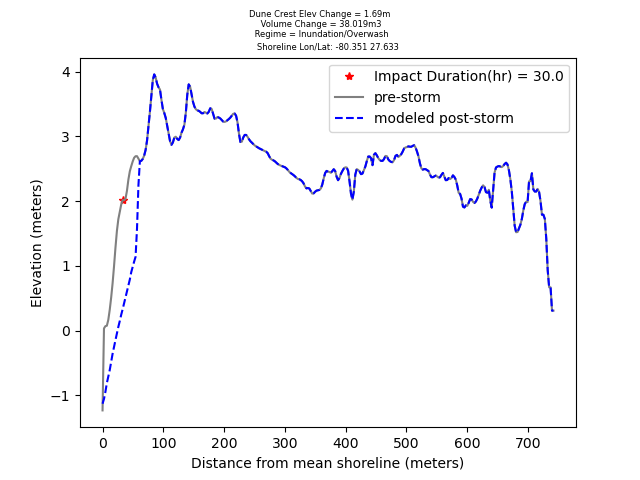 Dune Crest Elev Change = 1.69m
Volume Change = 38.019m3
Regime = Inundation/Overwash
Shoreline Lon/Lat: -80.351 27.633
Impact Duration(hr) = 30.0
pre-storm
modeled post-storm
Elevation (meters)
4
3
2
1
0
−1
0 100 200 300 400 500 600 700
Distance from mean shoreline (meters)